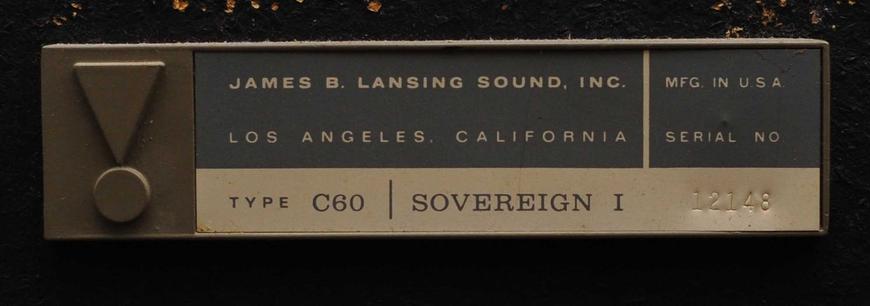 JAMES B. LANSING SOUND, INC.
LOS ANGELES, CALIFORNIA
MFG. IN U.S.A.
SERIAL NO
TYPE C60 | SOVEREIGN I
12148